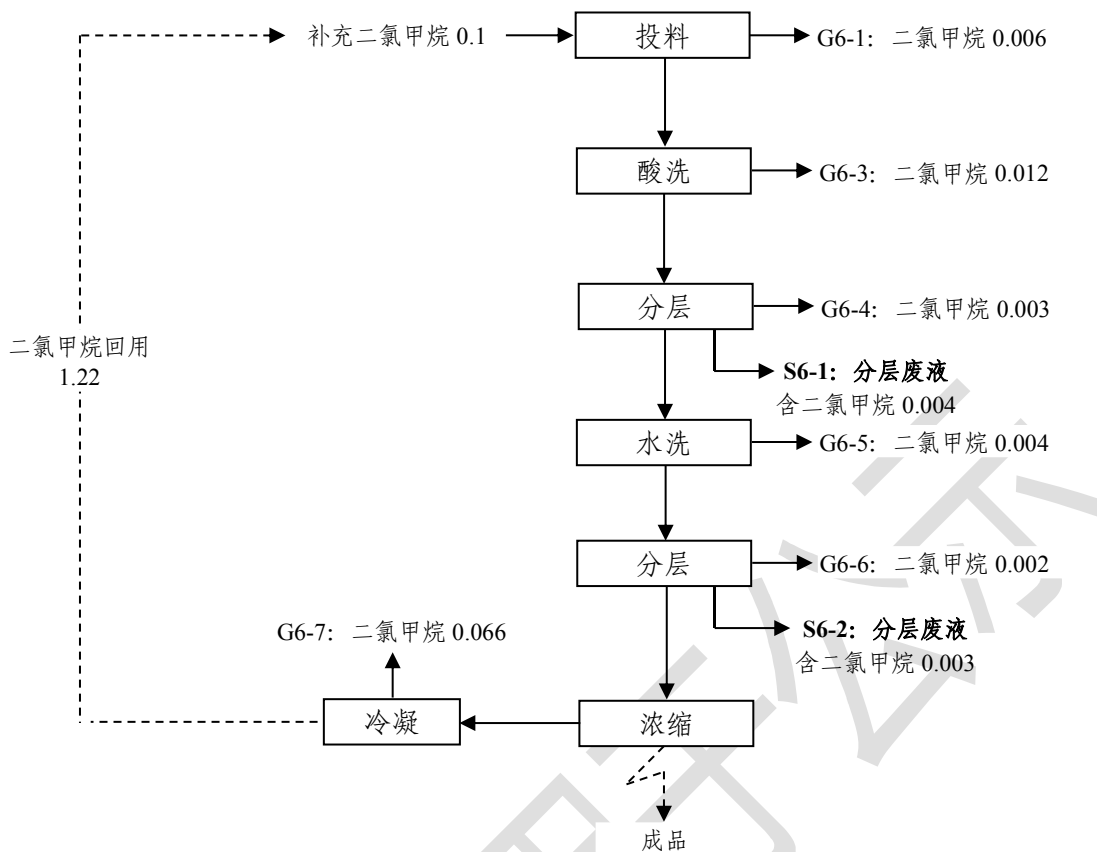 补充二氯甲烷 0.1
投料
G6-1: 二氯甲烷 0.006
酸洗
G6-3: 二氯甲烷 0.012
分层
G6-4: 二氯甲烷 0.003
二氯甲烷回用
1.22
S6-1: 分层废液
含二氯甲烷 0.004
水洗
G6-5: 二氯甲烷 0.004
分层
G6-6: 二氯甲烷 0.002
S6-2: 分层废液
含二氯甲烷 0.003
G6-7: 二氯甲烷 0.066
冷凝
浓缩
成品